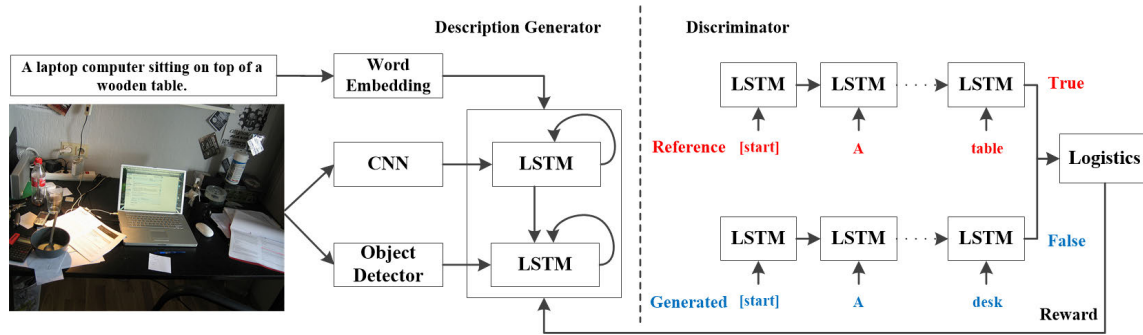 Description Generator
Discriminator
A laptop computer sitting on top of a
wooden table.
Word
Embedding
CNN
Object
Detector
LSTM
LSTM
LSTM
LSTM
LSTM
True
Reference
[start]
A
table
Logistics
LSTM
LSTM
LSTM
False
Generated
[start]
A
desk
Reward